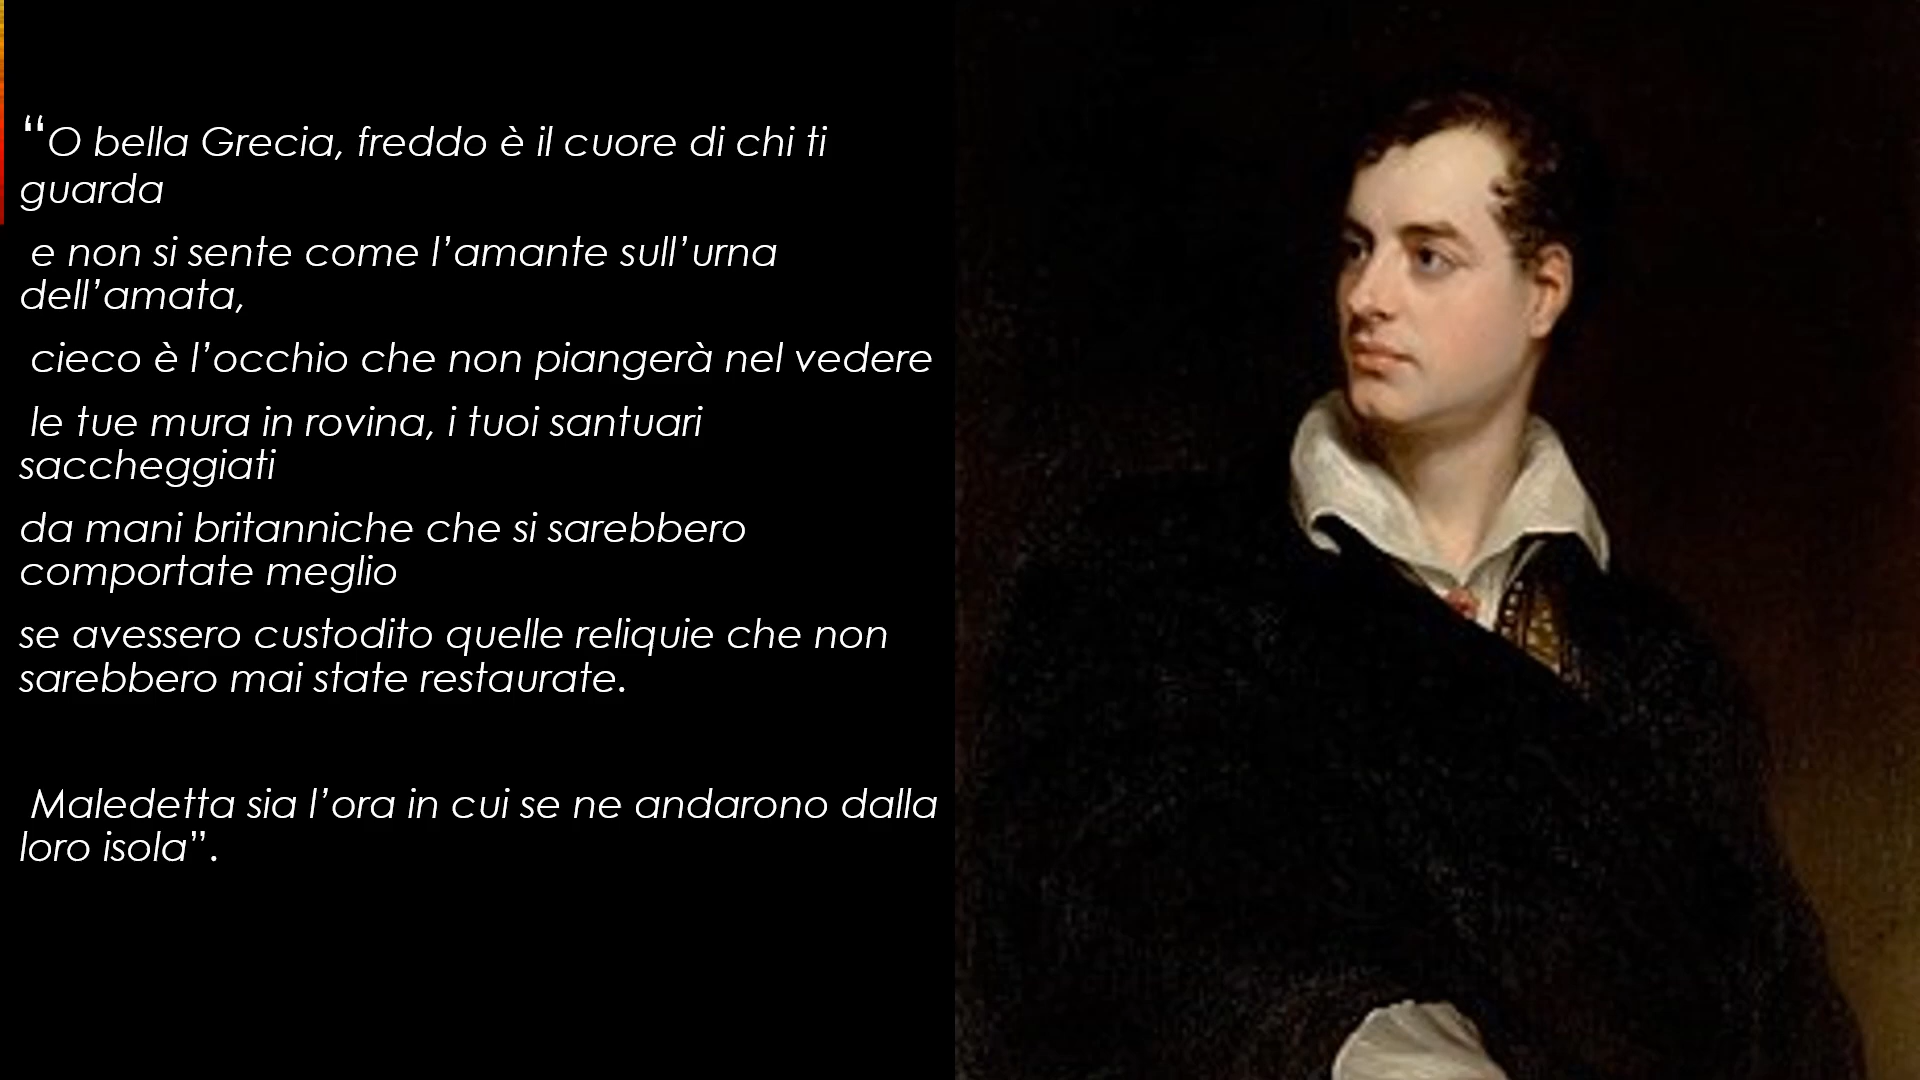 “O bella Grecia, freddo è il cuore di chi ti
guarda
e non si sente come l’amante sull’urna
dell’amata,
cieco è l’occhio che non piangerà nel vedere
le tue mura in rovina, i tuoi santuari
saccheggiati
da mani britanniche che si sarebbero
comportate meglio
se avessero custodito quelle reliquie che non
sarebbero mai state restaurate.
Maledetta sia l’ora in cui se ne andarono dalla
loro isola”.